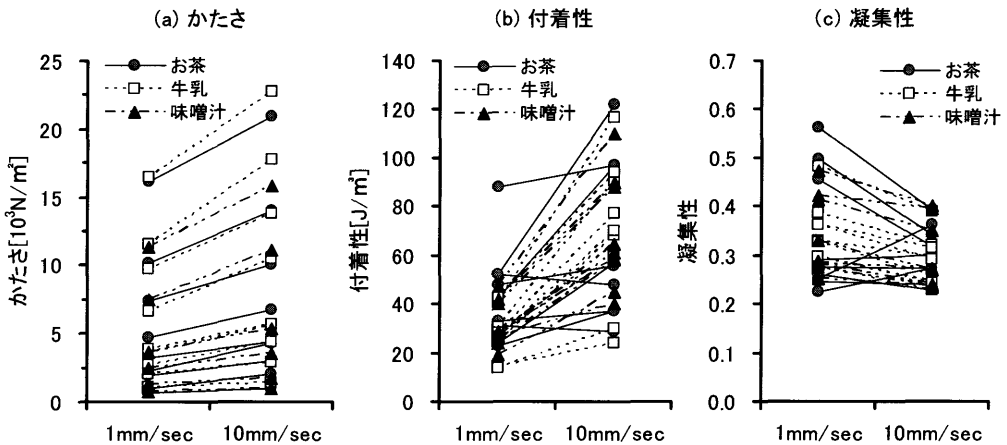 (a) かたさ
(b) 付着性
(c) 凝集性
かたさ[10³N/㎡]
25
20
15
10
5
0
お茶
牛乳
味噌汁
1mm/sec
10mm/sec
付着性[J/㎡]
140
120
100
80
60
40
20
0
お茶
牛乳
味噌汁
1mm/sec
10mm/sec
凝集性
0.7
0.6
0.5
0.4
0.3
0.2
0.1
0.0
お茶
牛乳
味噌汁
1mm/sec
10mm/sec